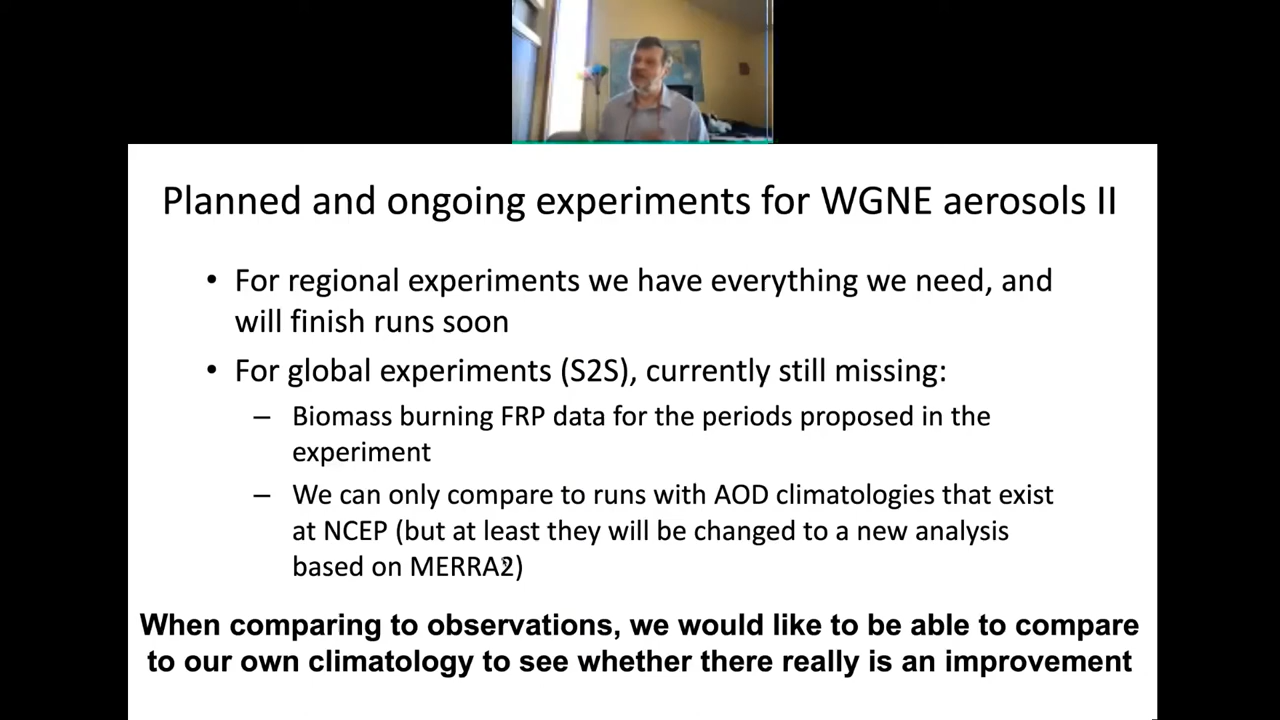 Planned and ongoing experiments for WGNE aerosols II
• For regional experiments we have everything we need, and
will finish runs soon
• For global experiments (S2S), currently still missing:
– Biomass burning FRP data for the periods proposed in the
experiment
– We can only compare to runs with AOD climatologies that exist
at NCEP (but at least they will be changed to a new analysis
based on MERRA2)
When comparing to observations, we would like to be able to compare
to our own climatology to see whether there really is an improvement